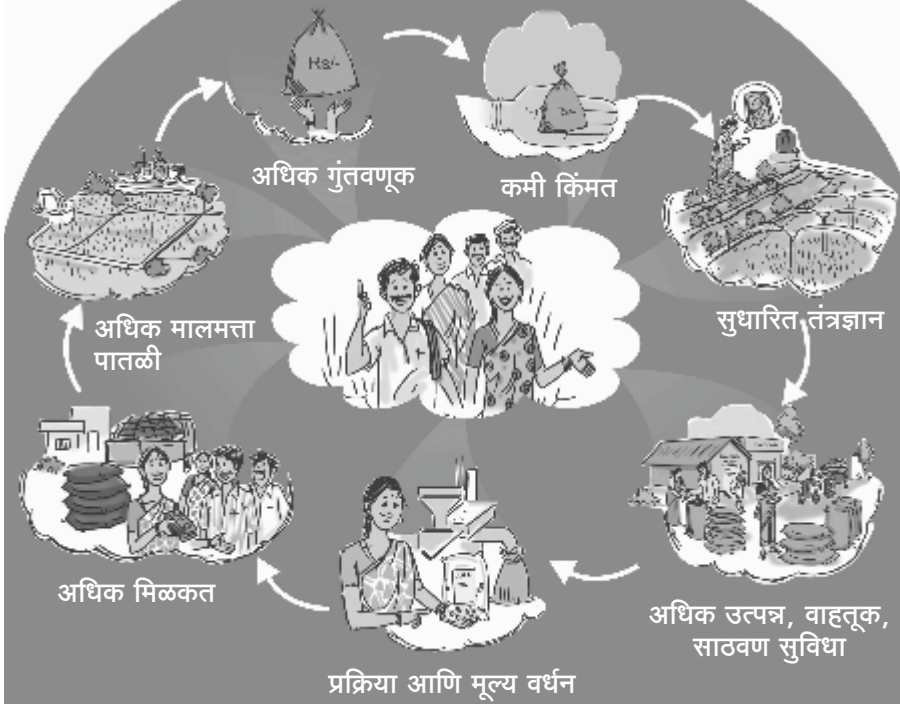 Rs/-
अधिक गुंतवणूक
कमी किंमत
सुधारित तंत्रज्ञान
अधिक उत्पन्न, वाहतूक,
साठवण सुविधा
प्रक्रिया आणि मूल्य वर्धन
अधिक मिळकत
अधिक मालमत्ता
पातळी